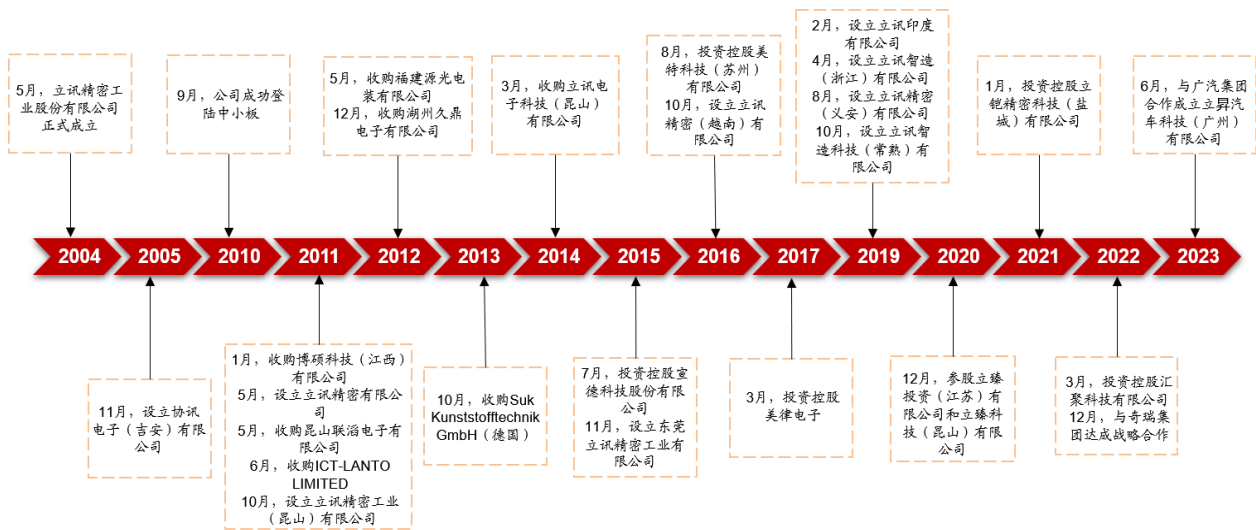 5月，立讯精密工
业股份有限公司
正式成立
9月，公司成功登
陆中小板
5月，收购福建源光电
装有限公司
12月，收购湖州久鼎
电子有限公司
3月，收购立讯电
子科技（昆山）
有限公司
8月，投资控股美
特科技（苏州）
有限公司
10月，设立立讯
精密（越南）有
限公司
2月，设立立讯印度
有限公司
4月，设立立讯智造
（浙江）有限公司
8月，设立立讯精密
（义安）有限公司
10月，设立立讯智
造科技（常熟）有
限公司
1月，投资控股立
铠精密科技（盐
城）有限公司
6月，与广汽集团
合作成立立昇汽
车科技（广州）
有限公司
2004
2005
2010
2011
2012
2013
2014
2015
2016
2017
2019
2020
2021
2022
2023
11月，设立协讯
电子（吉安）有限
公司
1月，收购博硕科技（江西）
有限公司
5月，设立立讯精密有限公
司
5月，收购昆山联滔电子有限
公司
6月，收购ICT-LANTO
LIMITED
10月，设立立讯精密工业
（昆山）有限公司
10月，收购Suk
Kunststofftechnik
GmbH（德国）
7月，投资控股宣
德科技股份有限
公司
11月，设立东莞
立讯精密工业有
限公司
3月，投资控股
美律电子
12月，参股立臻
投资（江苏）有
限公司和立臻科
技（昆山）有限
公司
3月，投资控股汇
聚科技有限公司
12月，与奇瑞集
团达成战略合作